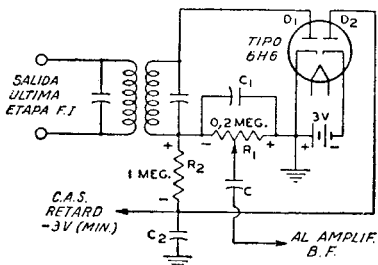 D1 D2
TIPO
6H6
SALIDA
ULTIMA
ETAPA F.I
C1
0,2 MEG.
- +
R1
3V
+ -
+
R2
1 MEG.
-
C
C.A.S.
RETARD
-3V (MIN.)
C2
AL AMPLIF.
B.F.